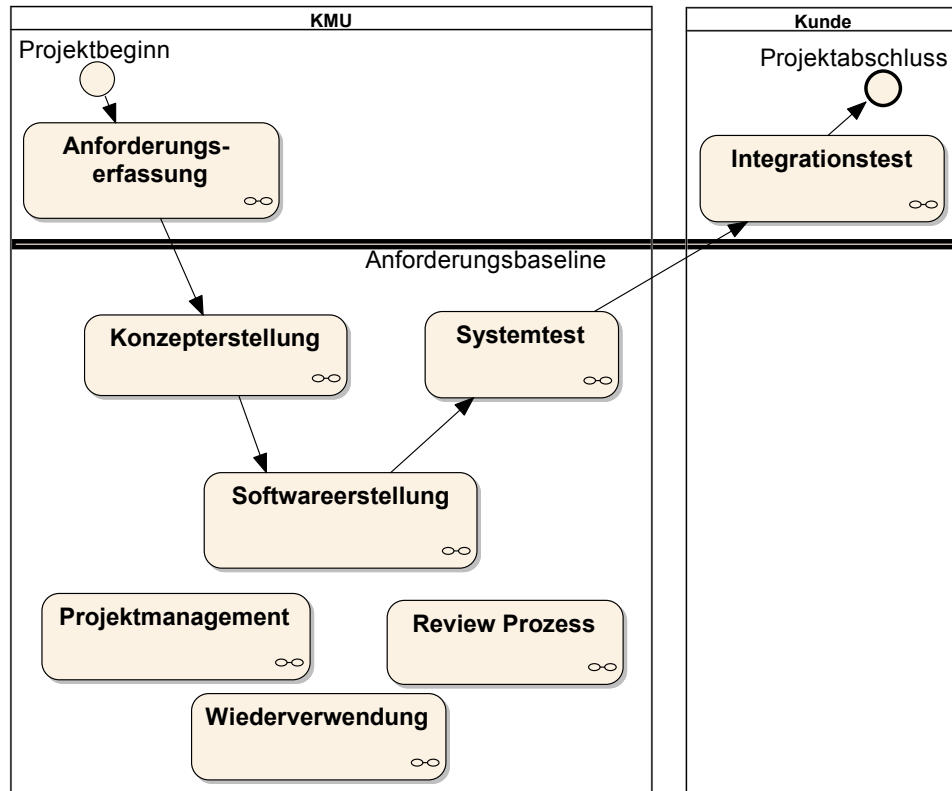 KMU
Kunde
Projektbeginn
Projektabschluss
Anforderungs-
erfassung
Integrationstest
Anforderungsbaseline
Konzepterstellung
Systemtest
Softwareerstellung
Projektmanagement
Review Prozess
Wiederverwendung